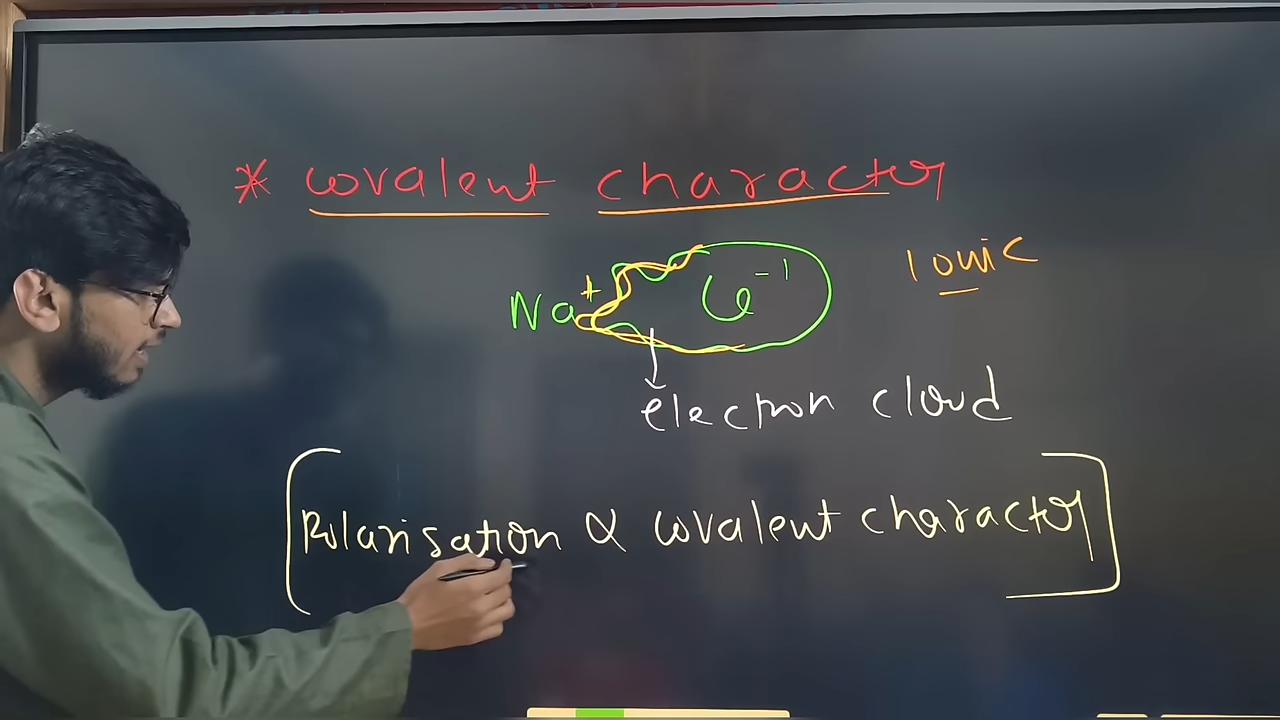 * covalent character
Na+ Cl-1 Ionic
electron cloud
Polarisation ∝ covalent character